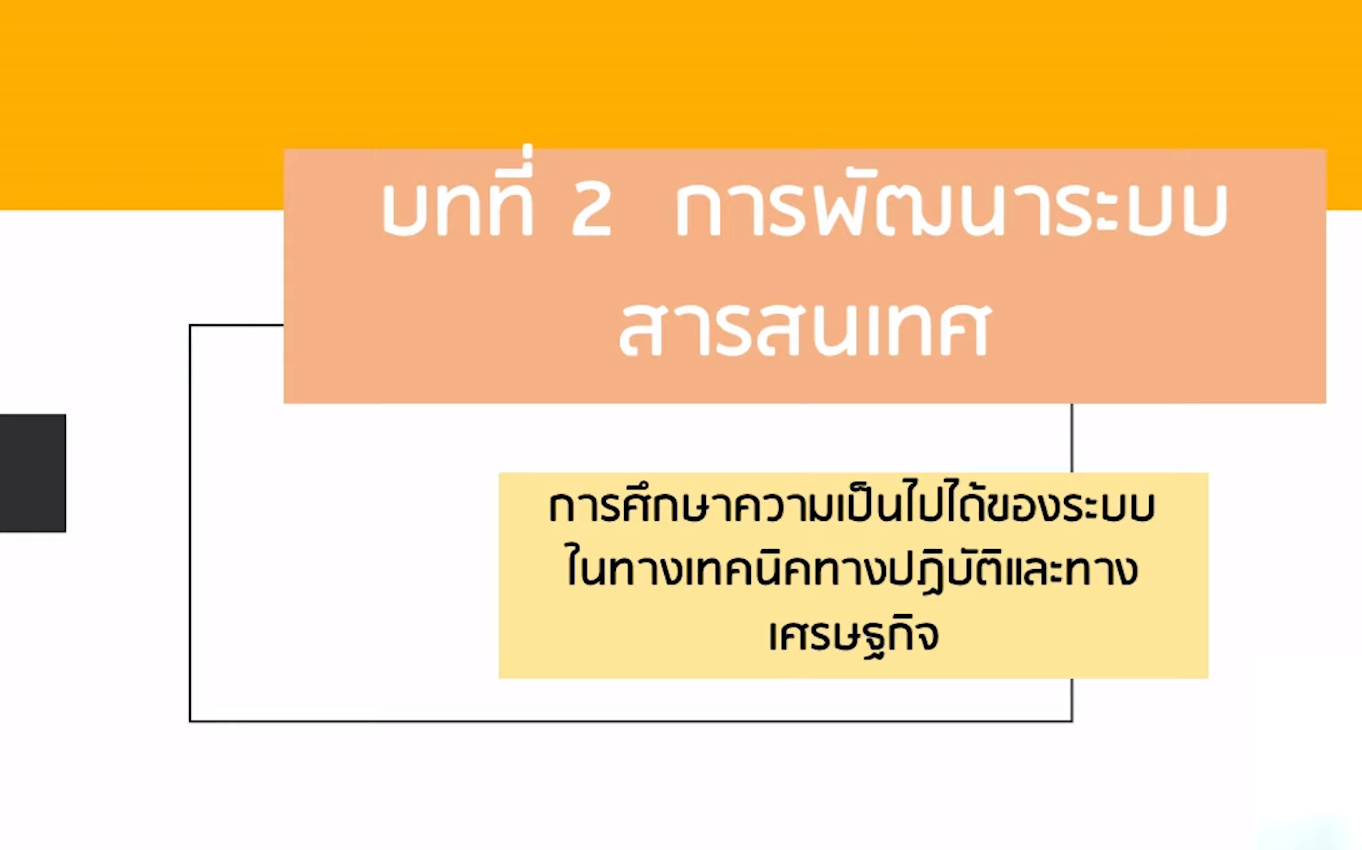 บทที่ 2 การพัฒนาระบบ
สารสนเทศ
การศึกษาความเป็นไปได้ของระบบ
ในทางเทคนิคทางปฏิบัติและทาง
เศรษฐกิจ